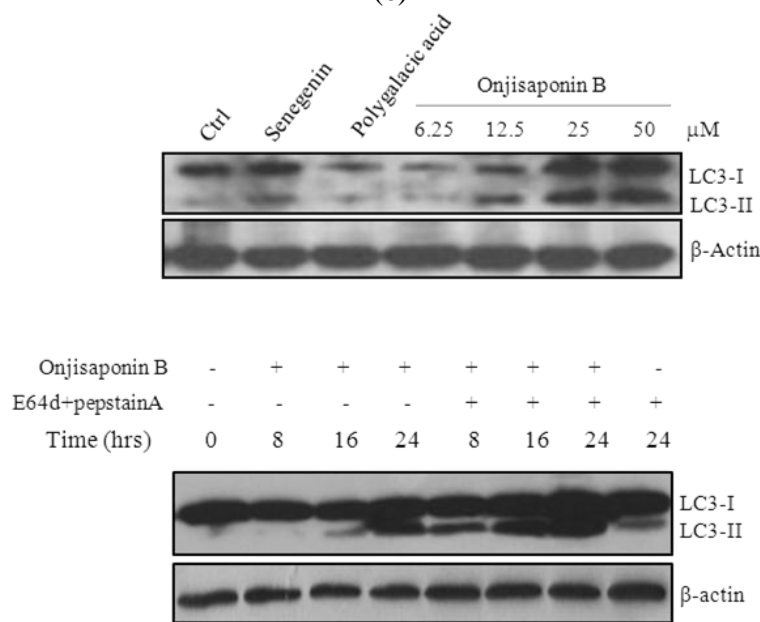 Ctrl Senegenin Polygalacic acid Onjisaponin B
6.25 12.5 25 50 μM
LC3-I
LC3-II
β-Actin
Onjisaponin B - + + + + + + -
E64d+pepstainA - - - - + + + +
Time (hrs) 0 8 16 24 8 16 24 24
LC3-I
LC3-II
β-actin